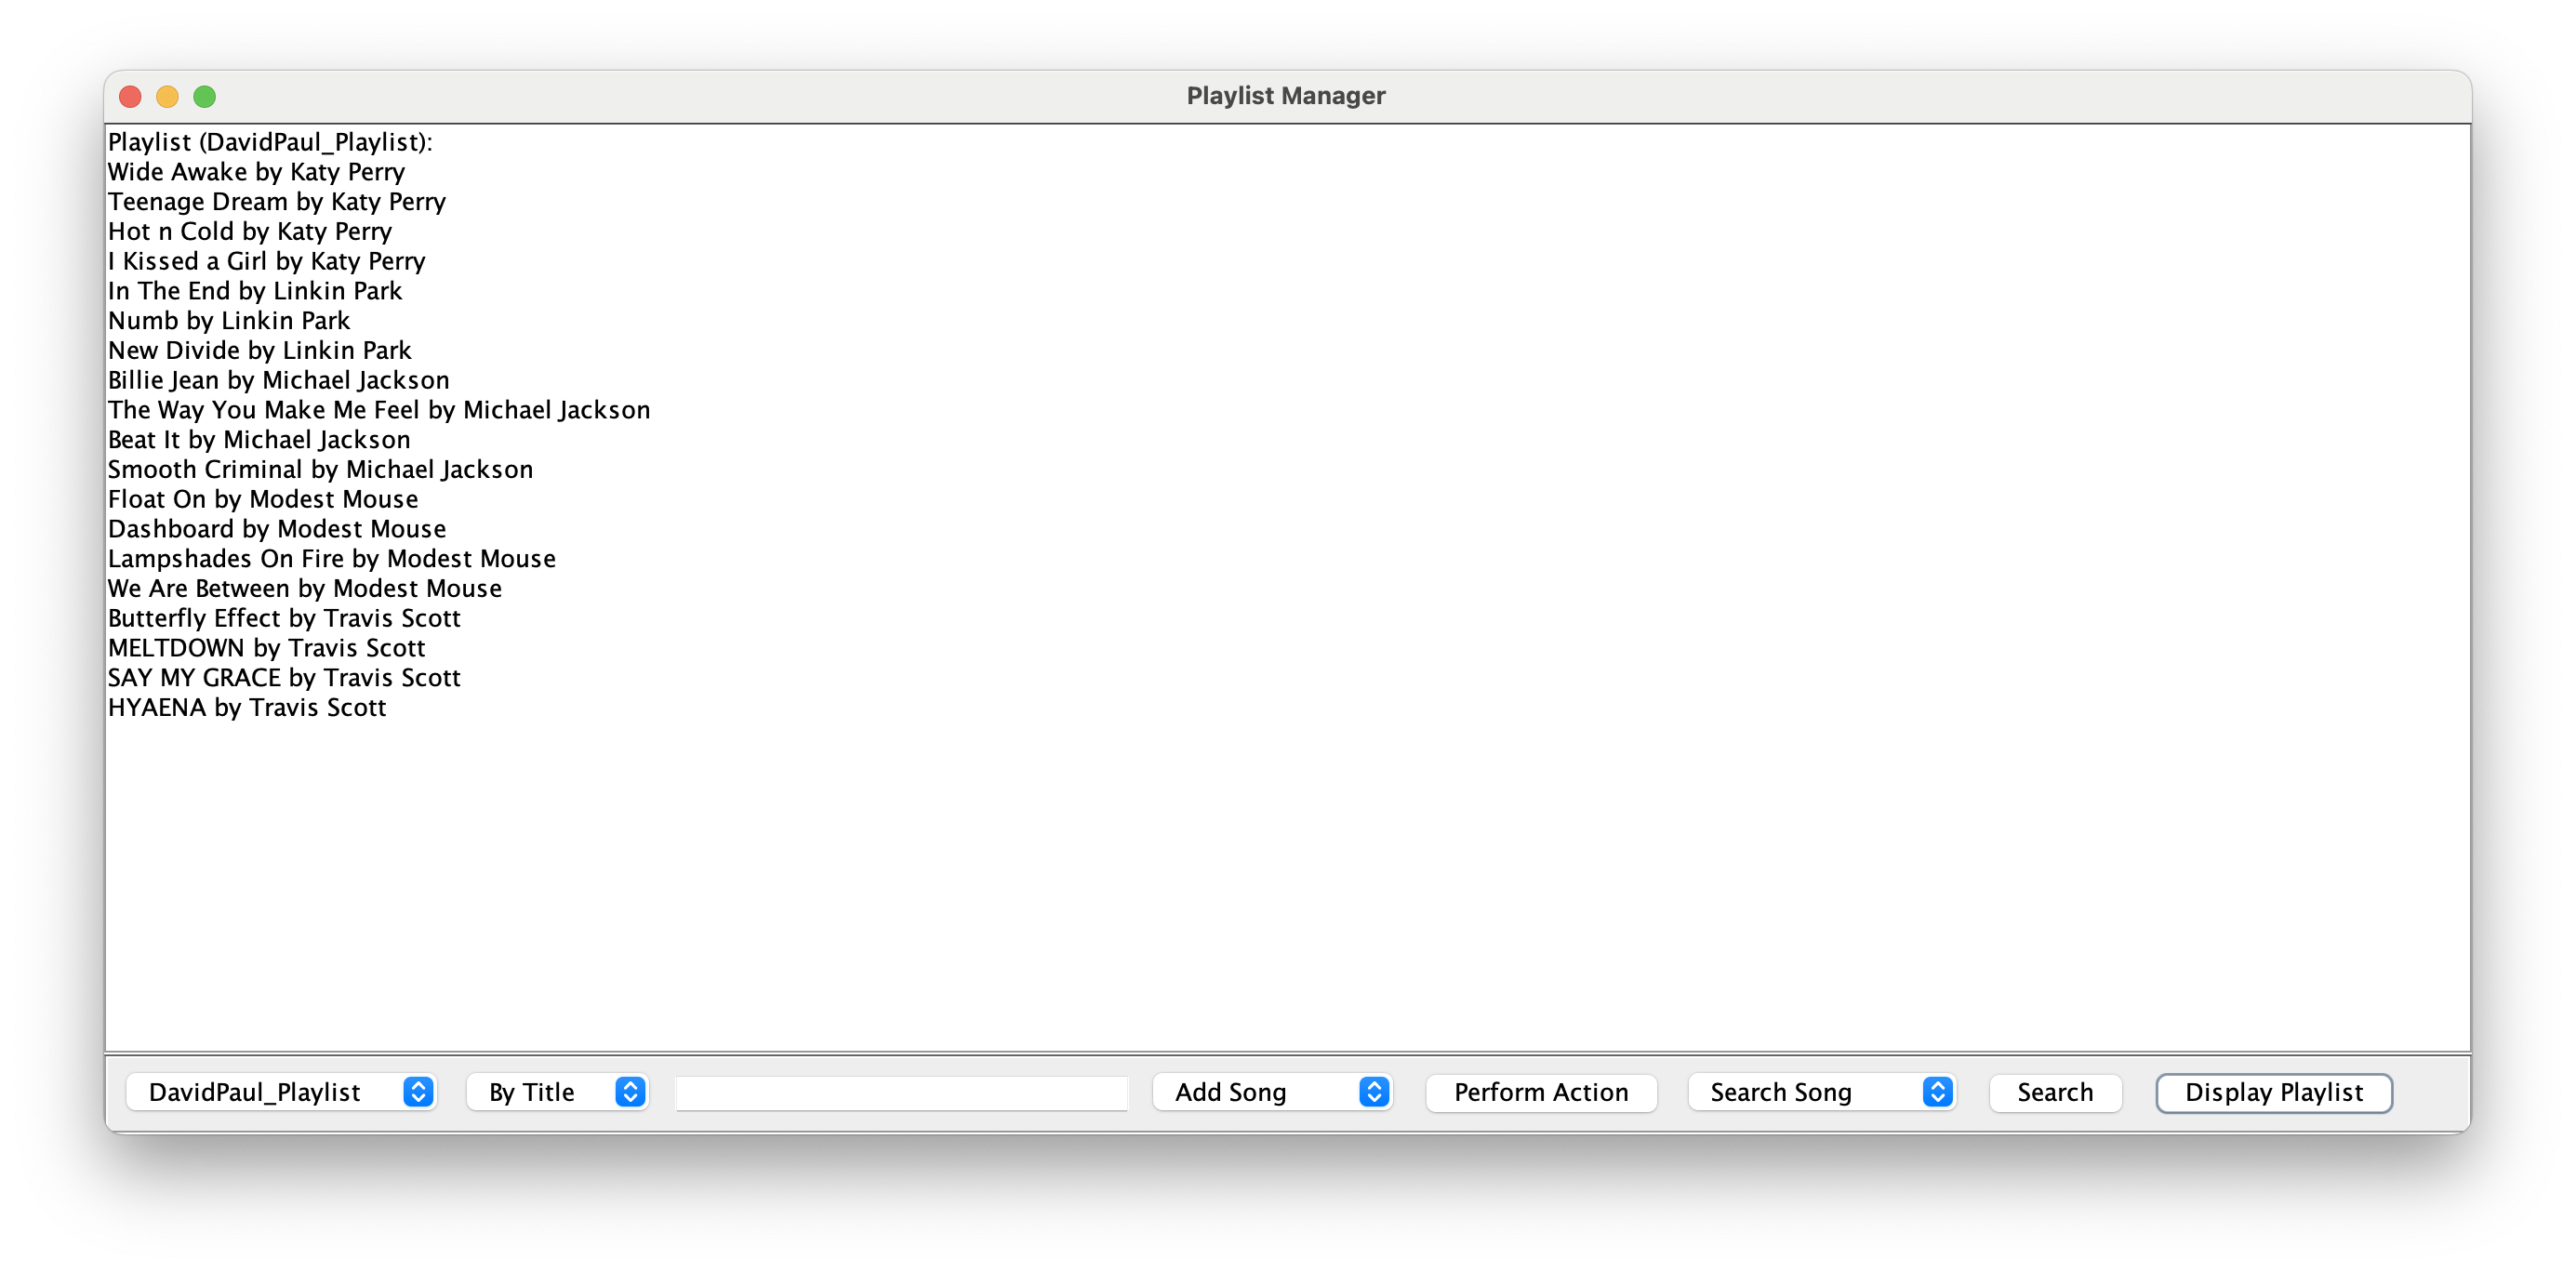 Playlist Manager
Playlist (DavidPaul_Playlist):
Wide Awake by Katy Perry
Teenage Dream by Katy Perry
Hot n Cold by Katy Perry
I Kissed a Girl by Katy Perry
In The End by Linkin Park
Numb by Linkin Park
New Divide by Linkin Park
Billie Jean by Michael Jackson
The Way You Make Me Feel by Michael Jackson
Beat It by Michael Jackson
Smooth Criminal by Michael Jackson
Float On by Modest Mouse
Dashboard by Modest Mouse
Lampshades On Fire by Modest Mouse
We Are Between by Modest Mouse
Butterfly Effect by Travis Scott
MELTDOWN by Travis Scott
SAY MY GRACE by Travis Scott
HYAENA by Travis Scott
DavidPaul_Playlist By Title Add Song Perform Action Search Song Search Display Playlist